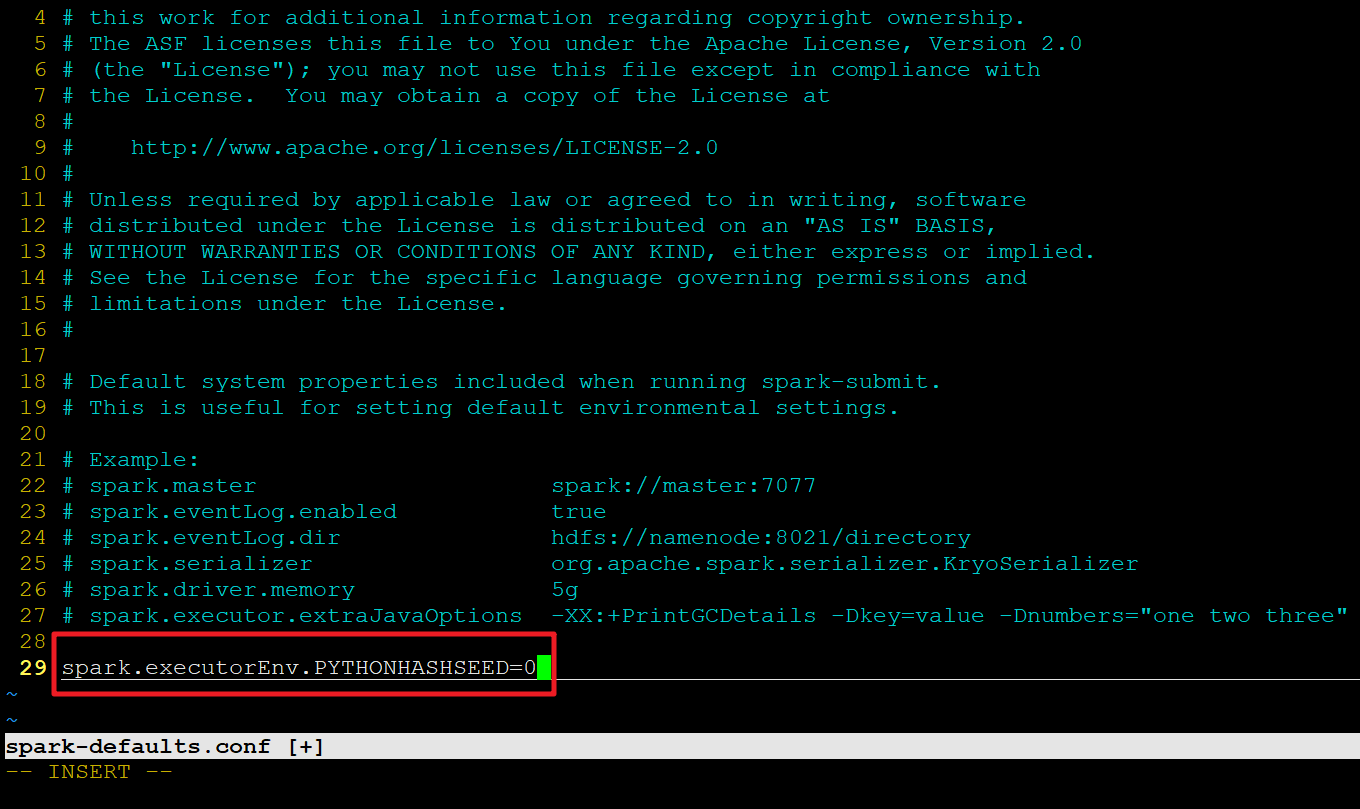 4 # this work for additional information regarding copyright ownership.
5 # The ASF licenses this file to You under the Apache License, Version 2.0
6 # (the "License"); you may not use this file except in compliance with
7 # the License.  You may obtain a copy of the License at
8 #
9 #    http://www.apache.org/licenses/LICENSE-2.0
10 #
11 # Unless required by applicable law or agreed to in writing, software
12 # distributed under the License is distributed on an "AS IS" BASIS,
13 # WITHOUT WARRANTIES OR CONDITIONS OF ANY KIND, either express or implied.
14 # See the License for the specific language governing permissions and
15 # limitations under the License.
16 #
17
18 # Default system properties included when running spark-submit.
19 # This is useful for setting default environmental settings.
20
21 # Example:
22 # spark.master                     spark://master:7077
23 # spark.eventLog.enabled           true
24 # spark.eventLog.dir               hdfs://namenode:8021/directory
25 # spark.serializer                 org.apache.spark.serializer.KryoSerializer
26 # spark.driver.memory              5g
27 # spark.executor.extraJavaOptions  -XX:+PrintGCDetails -Dkey=value -Dnumbers="one two three"
28
29 spark.executorEnv.PYTHONHASHSEED=0
~
~
spark-defaults.conf [+]
-- INSERT --